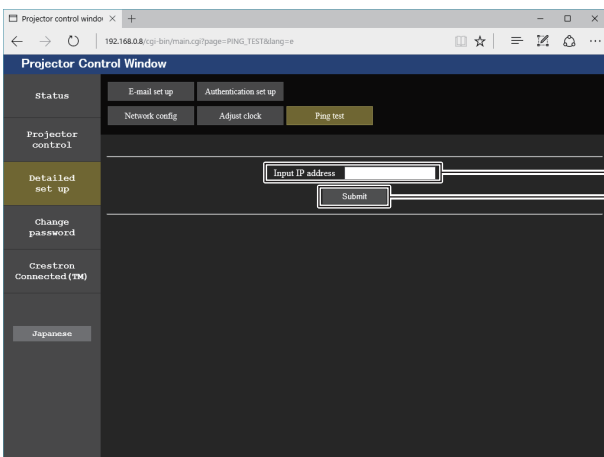 Projector control windo
192.168.0.8/cgi-bin/main.cgi?page=PING_TEST&lang=e
Projector Control Window
Status
E-mail set up
Authentication set up
Network config
Adjust clock
Ping test
Projector
control
Input IP address
Submit
Detailed
set up
Change
password
Crestron
Connected(TM)
Japanese